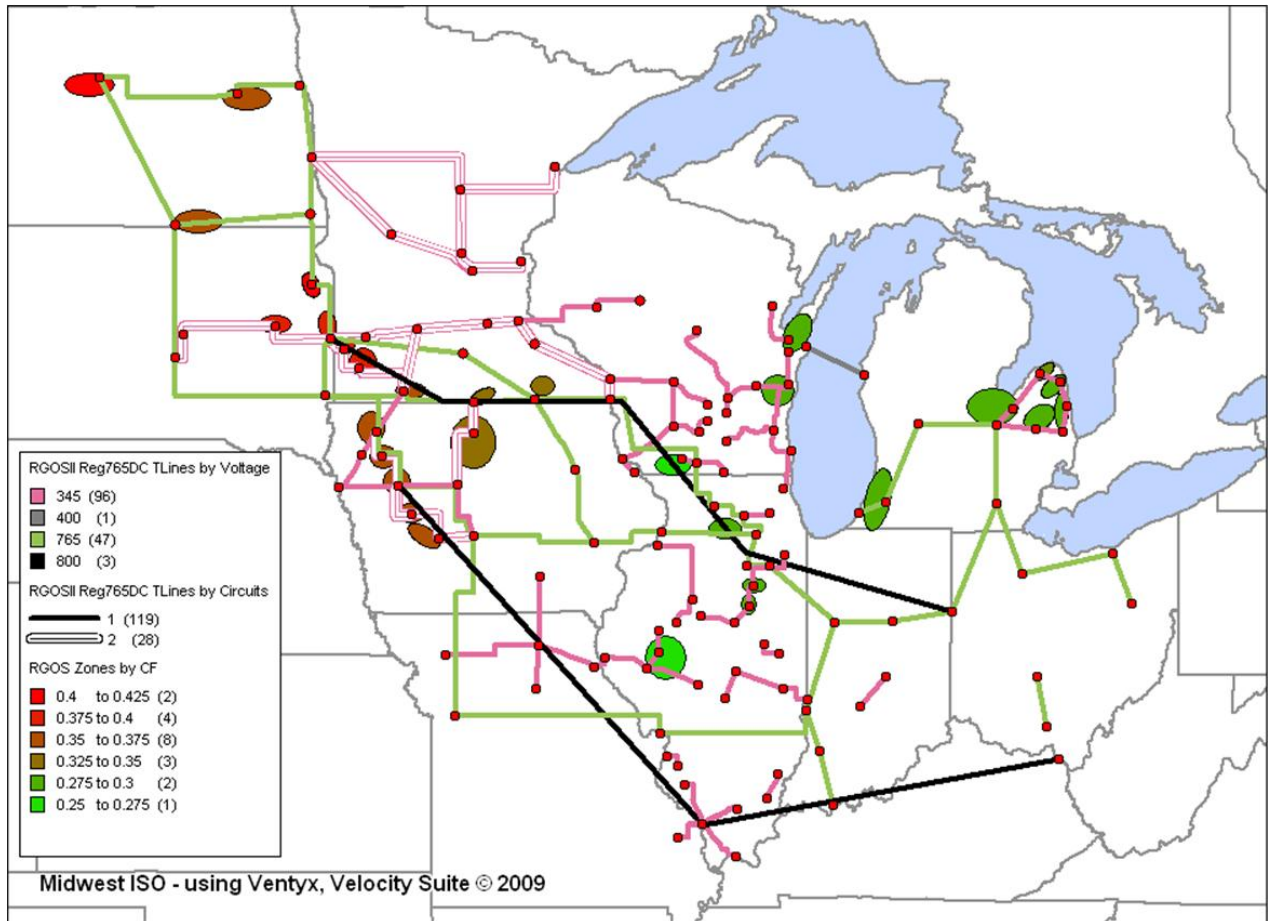 RGOSII Reg765DC TLines by Voltage
345 (96)
400 (1)
765 (47)
800 (3)
RGOSII Reg765DC TLines by Circuits
1 (119)
2 (28)
RGOS Zones by CF
0.4 to 0.425 (2)
0.375 to 0.4 (4)
0.35 to 0.375 (8)
0.325 to 0.35 (3)
0.275 to 0.3 (2)
0.25 to 0.275 (1)
Midwest ISO - using Ventyx, Velocity Suite © 2009